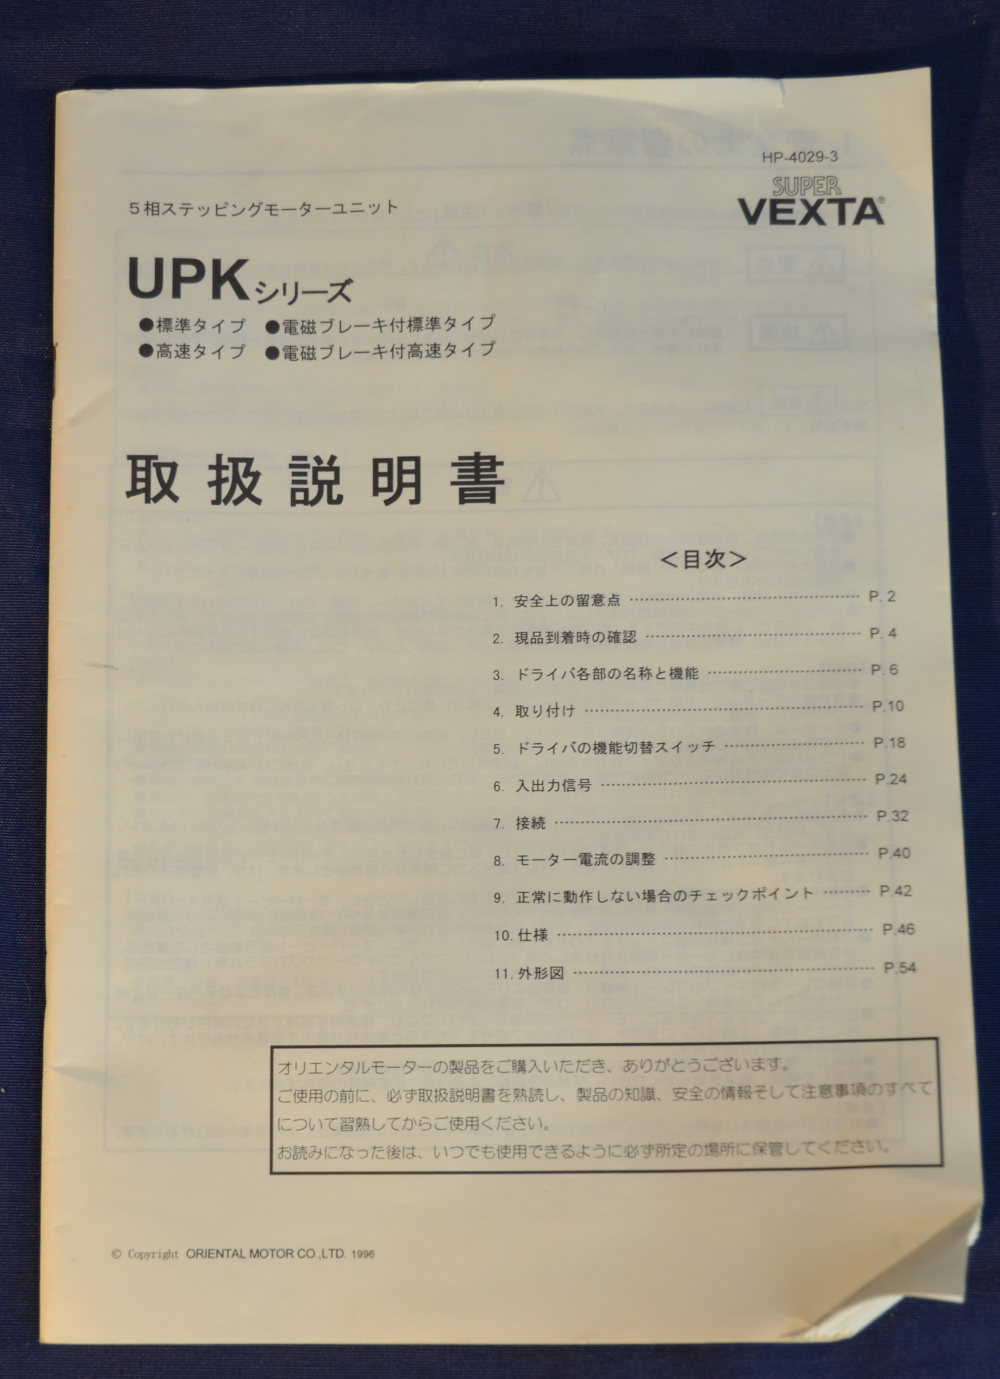 HP-4029-3
SUPER
VEXTA®
5相ステッピングモーターユニット
UPKシリーズ
●標準タイプ ●電磁ブレーキ付標準タイプ
●高速タイプ ●電磁ブレーキ付高速タイプ
取扱説明書
＜目次＞
1. 安全上の留意点 ………………………… P. 2
2. 現品到着時の確認 ………………………… P. 4
3. ドライバ各部の名称と機能 ………………… P. 6
4. 取り付け ……………………………… P.10
5. ドライバの機能切替スイッチ ……………… P.18
6. 入出力信号 …………………………… P.24
7. 接続 ………………………………… P.32
8. モーター電流の調整 ……………………… P.40
9. 正常に動作しない場合のチェックポイント ……… P.42
10. 仕様 ………………………………… P.46
11. 外形図 ……………………………… P.54
オリエンタルモーターの製品をご購入いただき、ありがとうございます。
ご使用の前に、必ず取扱説明書を熟読し、製品の知識、安全の情報そして注意事項のすべて
について習熟してからご使用ください。
お読みになった後は、いつでも使用できるように必ず所定の場所に保管してください。
© Copyright ORIENTAL MOTOR CO.,LTD. 1996